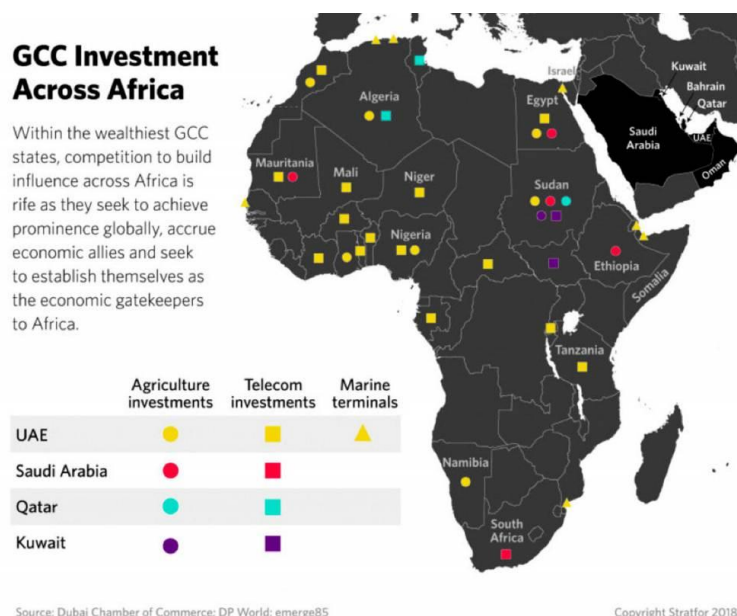 GCC Investment
Across Africa
Within the wealthiest GCC
states, competition to build
influence across Africa is
rife as they seek to achieve
prominence globally, accrue
economic allies and seek
to establish themselves as
the economic gatekeepers
to Africa.
Agriculture investments
Telecom investments
Marine terminals
UAE
Saudi Arabia
Qatar
Kuwait
Israel
Kuwait
Bahrain
Qatar
Saudi
Arabia
UAE
Oman
Algeria
Egypt
Mauritania
Mali
Niger
Sudan
Nigeria
Ethiopia
Somalia
Tanzania
Namibia
South
Africa
Source: Dubai Chamber of Commerce; DP World; emerge85
Copyright Stratfor 2018